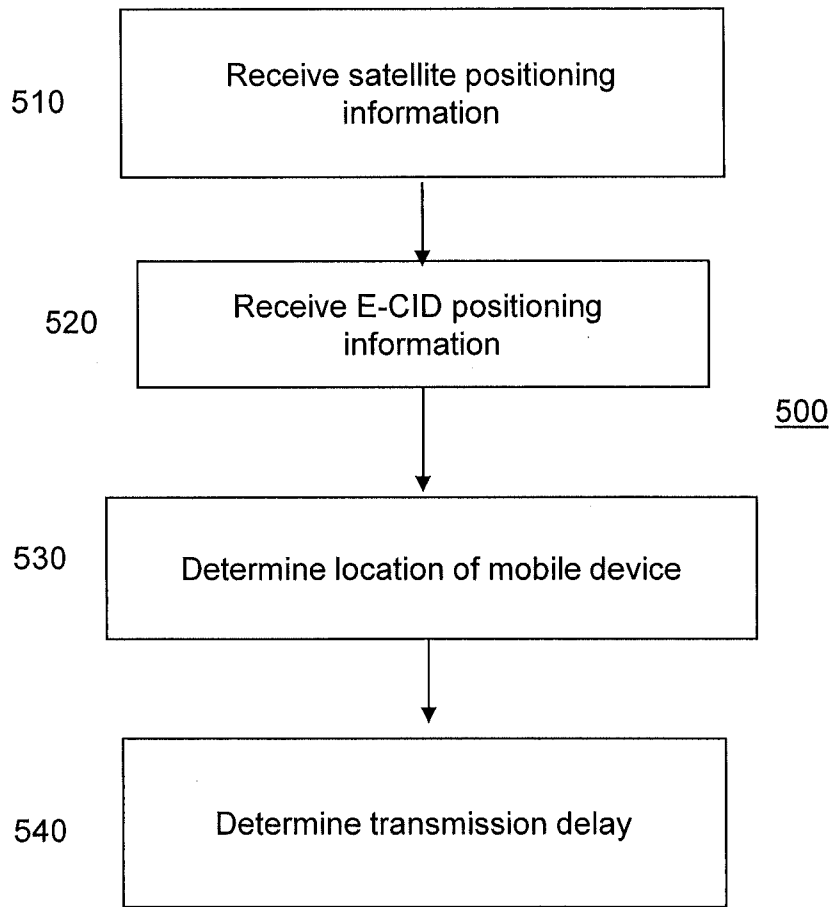 510
Receive satellite positioning
information
520
Receive E-CID positioning
information
500
530
Determine location of mobile device
540
Determine transmission delay